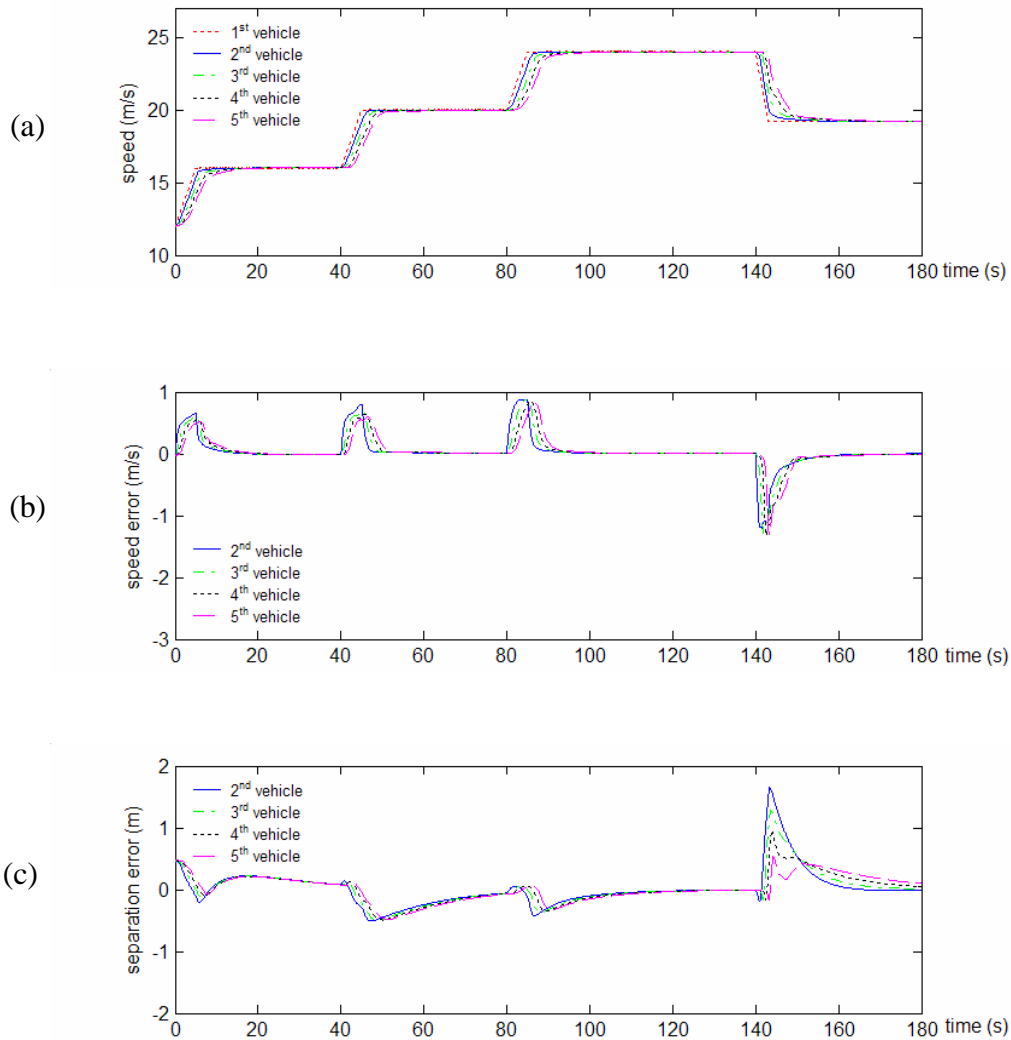 (a)
speed (m/s)
25
20
15
10
1st vehicle
2nd vehicle
3rd vehicle
4th vehicle
5th vehicle
0 20 40 60 80 100 120 140 160 180 time (s)
(b)
speed error (m/s)
1
0
-1
-2
-3
2nd vehicle
3rd vehicle
4th vehicle
5th vehicle
0 20 40 60 80 100 120 140 160 180 time (s)
(c)
separation error (m)
2
1
0
-1
-2
2nd vehicle
3rd vehicle
4th vehicle
5th vehicle
0 20 40 60 80 100 120 140 160 180 time (s)